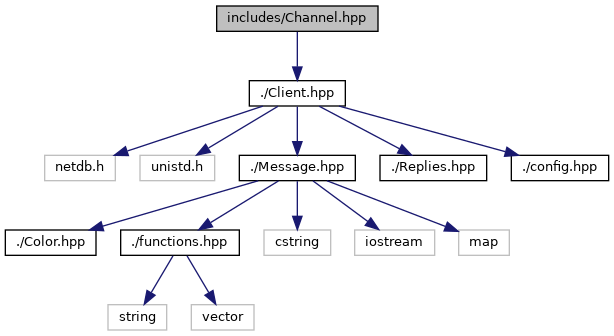 includes/Channel.hpp
./Client.hpp
netdb.h
unistd.h
./Message.hpp
./Replies.hpp
./config.hpp
./Color.hpp
./functions.hpp
cstring
iostream
map
string
vector